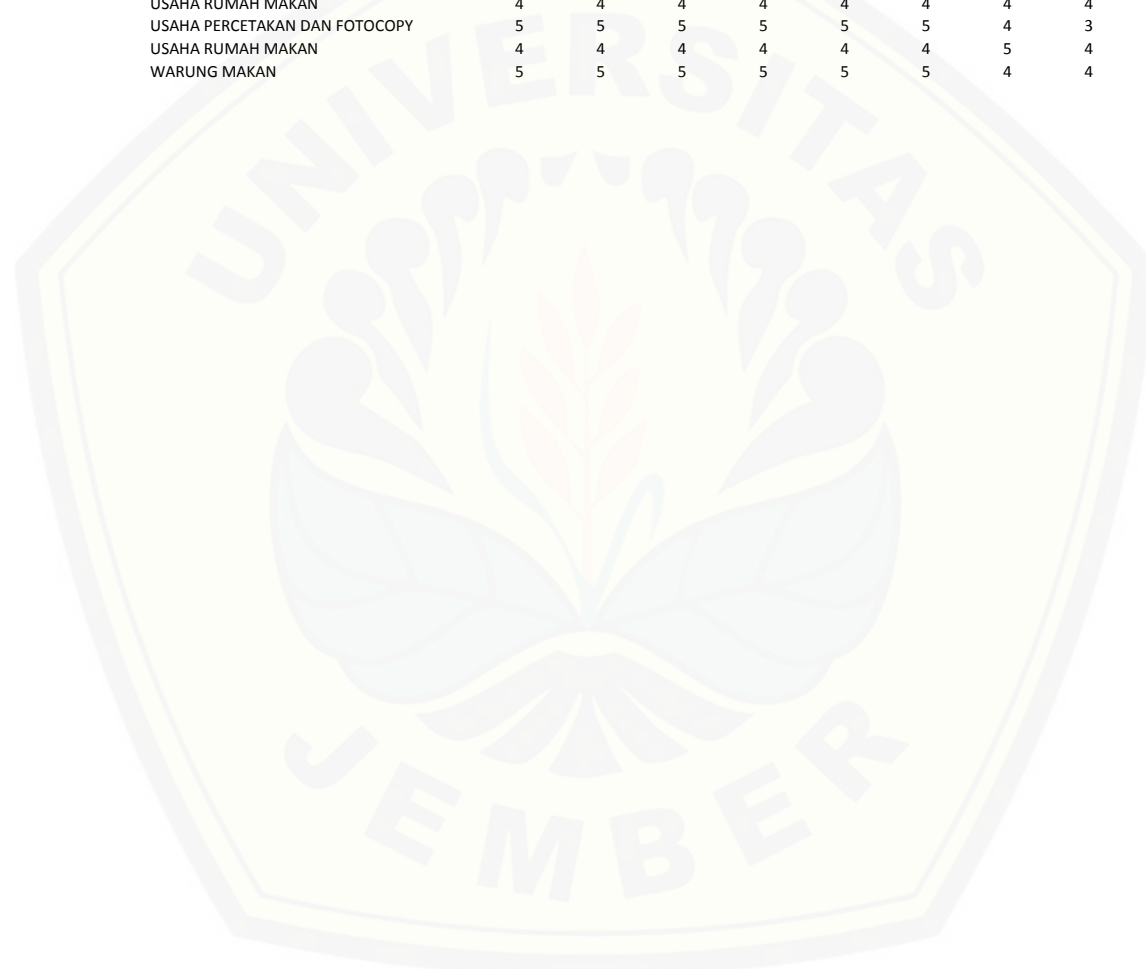 USAHA RUMAH MAKAN 4 4 4 4 4 4 4 4
USAHA PERCETAKAN DAN FOTOCOPY 5 5 5 5 5 5 4 3
USAHA RUMAH MAKAN 4 4 4 4 4 4 5 4
WARUNG MAKAN 5 5 5 5 5 5 4 4
UNIVERSITAS
JEMBER